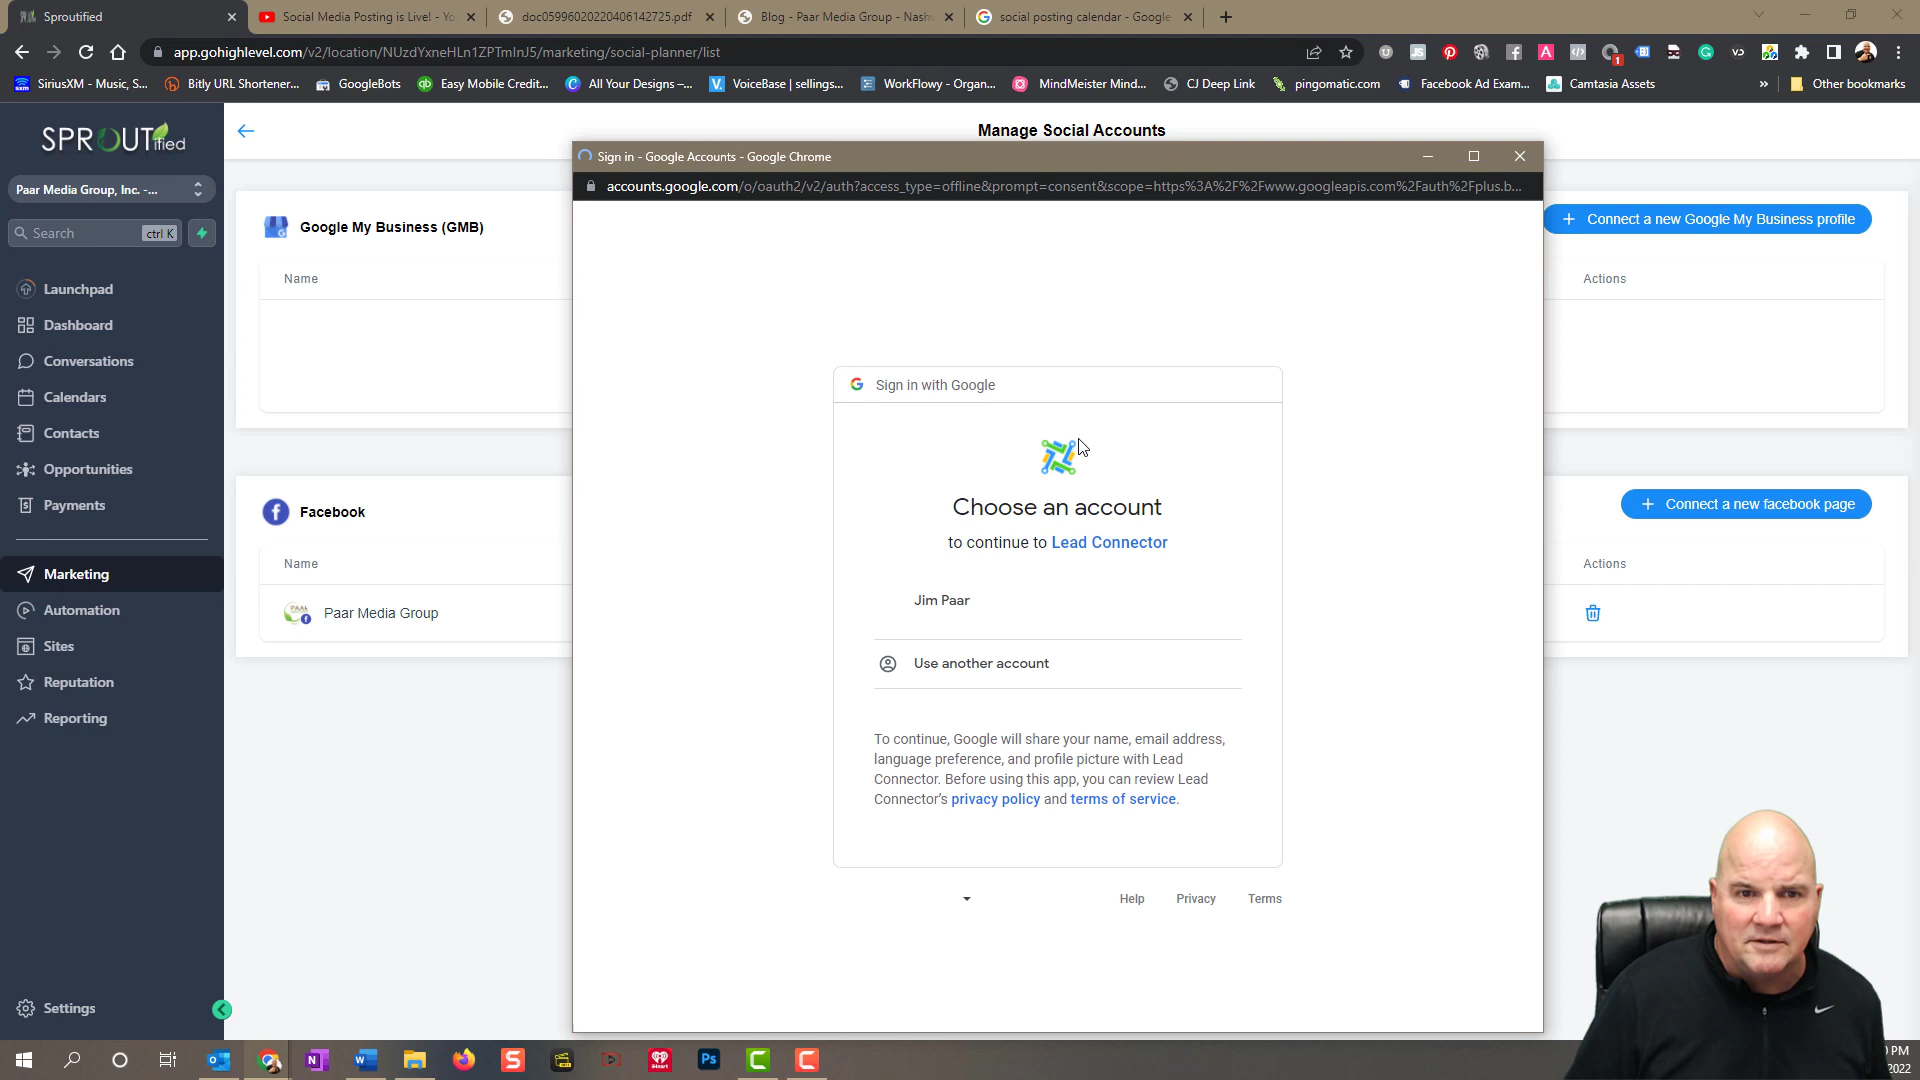 Sproutified
Social Media Posting is Live! - Yo
doc05996020220406142725.pdf
Blog - Paar Media Group - Nashv
social posting calendar - Google
app.gohighlevel.com/v2/location/NUzdYxneHLn1ZPTmInJ5/marketing/social-planner/list
SiriusXM - Music, S...
Bitly URL Shortener...
GoogleBots
Easy Mobile Credit...
All Your Designs –...
VoiceBase | sellings...
WorkFlowy - Organ...
MindMeister Mind...
CJ Deep Link
pingomatic.com
Facebook Ad Exam...
Camtasia Assets
»
Other bookmarks
SPROUTified
Paar Media Group, Inc. -...
Search
ctrl K
Launchpad
Dashboard
Conversations
Calendars
Contacts
Opportunities
Payments
Marketing
Automation
Sites
Reputation
Reporting
Settings
Manage Social Accounts
Google My Business (GMB)
Connect a new Google My Business profile
Name
Actions
Facebook
Connect a new facebook page
Name
Actions
Paar Media Group
Sign in - Google Accounts - Google Chrome
accounts.google.com/o/oauth2/v2/auth?access_type=offline&prompt=consent&scope=https%3A%2F%2Fwww.googleapis.com%2Fauth%2Fplus.b...
Sign in with Google
Choose an account
to continue to Lead Connector
Jim Paar
Use another account
To continue, Google will share your name, email address,
language preference, and profile picture with Lead
Connector. Before using this app, you can review Lead
Connector's privacy policy and terms of service.
Help
Privacy
Terms
PM
2022